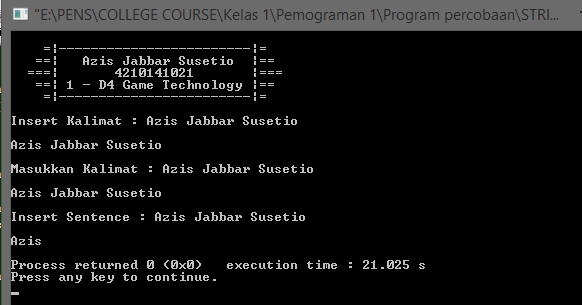 "E:\PENS\COLLEGE COURSE\Kelas 1\Pemograman 1\Program percobaan\STRI...
=¦------------------------¦=
==¦   Azis Jabbar Susetio   ¦==
===¦       4210141021       ¦===
==¦ 1 - D4 Game Technology ¦==
=¦------------------------¦=
Insert Kalimat : Azis Jabbar Susetio
Azis Jabbar Susetio
Masukkan Kalimat : Azis Jabbar Susetio
Azis Jabbar Susetio
Insert Sentence : Azis Jabbar Susetio
Azis
Process returned 0 (0x0)   execution time : 21.025 s
Press any key to continue.